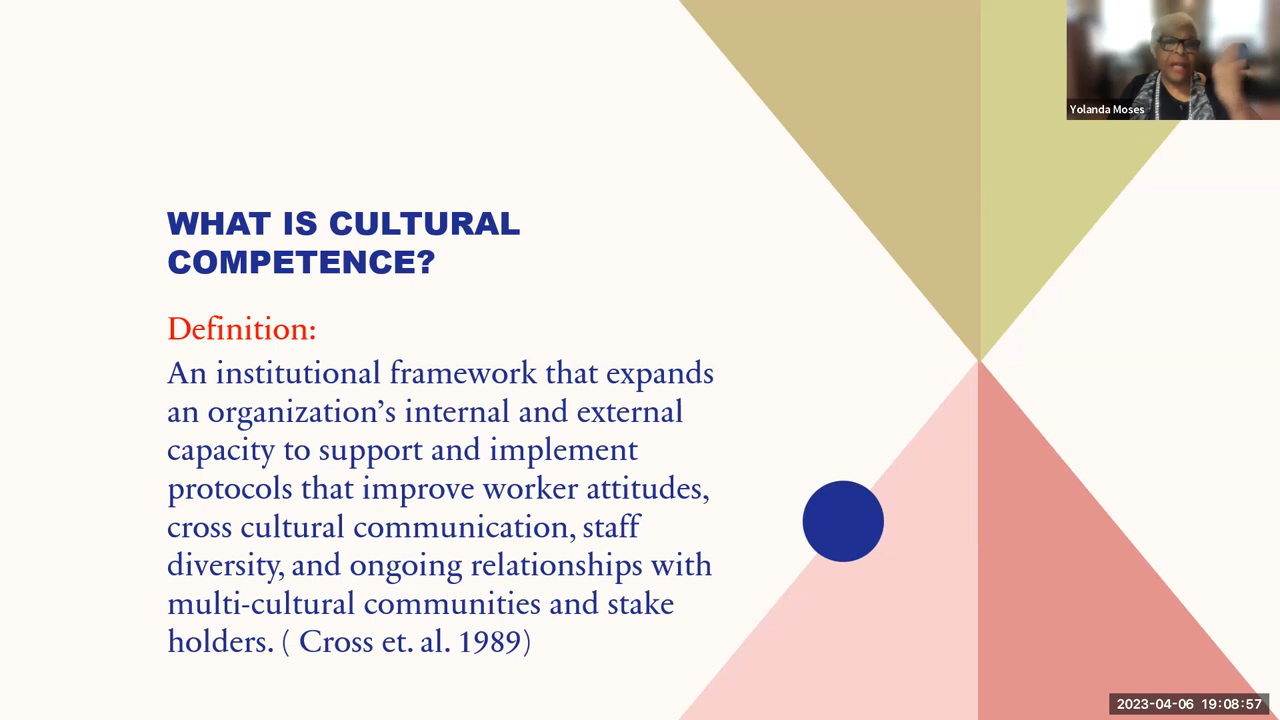 Yolanda Moses
WHAT IS CULTURAL
COMPETENCE?
Definition:
An institutional framework that expands
an organization’s internal and external
capacity to support and implement
protocols that improve worker attitudes,
cross cultural communication, staff
diversity, and ongoing relationships with
multi-cultural communities and stake
holders. ( Cross et. al. 1989)
2023-04-06 19:08:57